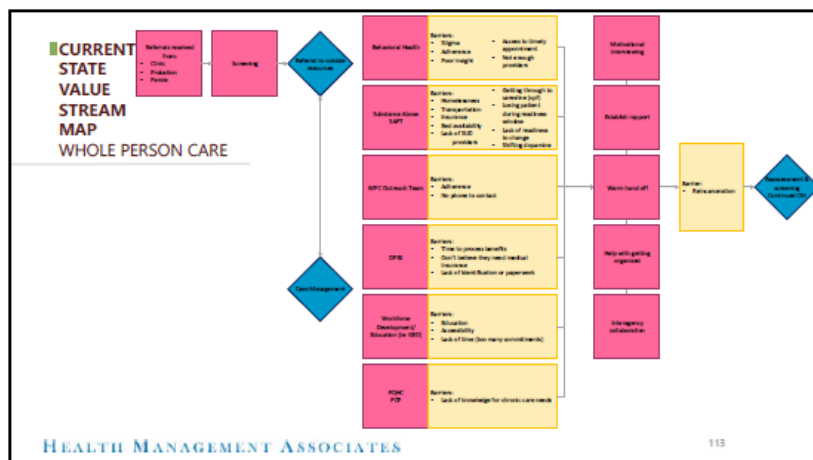 CURRENT
STATE
VALUE
STREAM
MAP
WHOLE PERSON CARE
Referrals received
from:
• Clinic
• Probation
• Parole
Screening
Referral to outside
resources
Case Management
Behavioral Health
Barriers:
• Stigma
• Adherence
• Poor insight
• Access to timely
appointment
• Not enough
providers
Substance Abuse
SAPT
Barriers:
• Homelessness
• Transportation
• Insurance
• Bed availability
• Lack of SUD
providers
• Getting through to
• Losing patient
during readiness
window
• Lack of readiness
to change
• Shifting dopamine
WPC Outreach Team
Barriers:
• Adherence
• No phone to contact
Barriers:
• Time to process benefits
• Don't believe they need medical
insurance
• Lack of identification or paperwork
Workforce
Development/
Education (re: GED)
Barriers:
• Education
• Accessibility
• Lack of time (too many commitments)
FQHC
PCP
Barriers:
• Lack of knowledge for chronic care needs
Motivational
interviewing
Establish rapport
Warm hand off?
Help with getting
organized
Interagency
collaboration
Barrier:
• Reincarceration
Reassessment &
screening
Continued CM
HEALTH MANAGEMENT ASSOCIATES
113